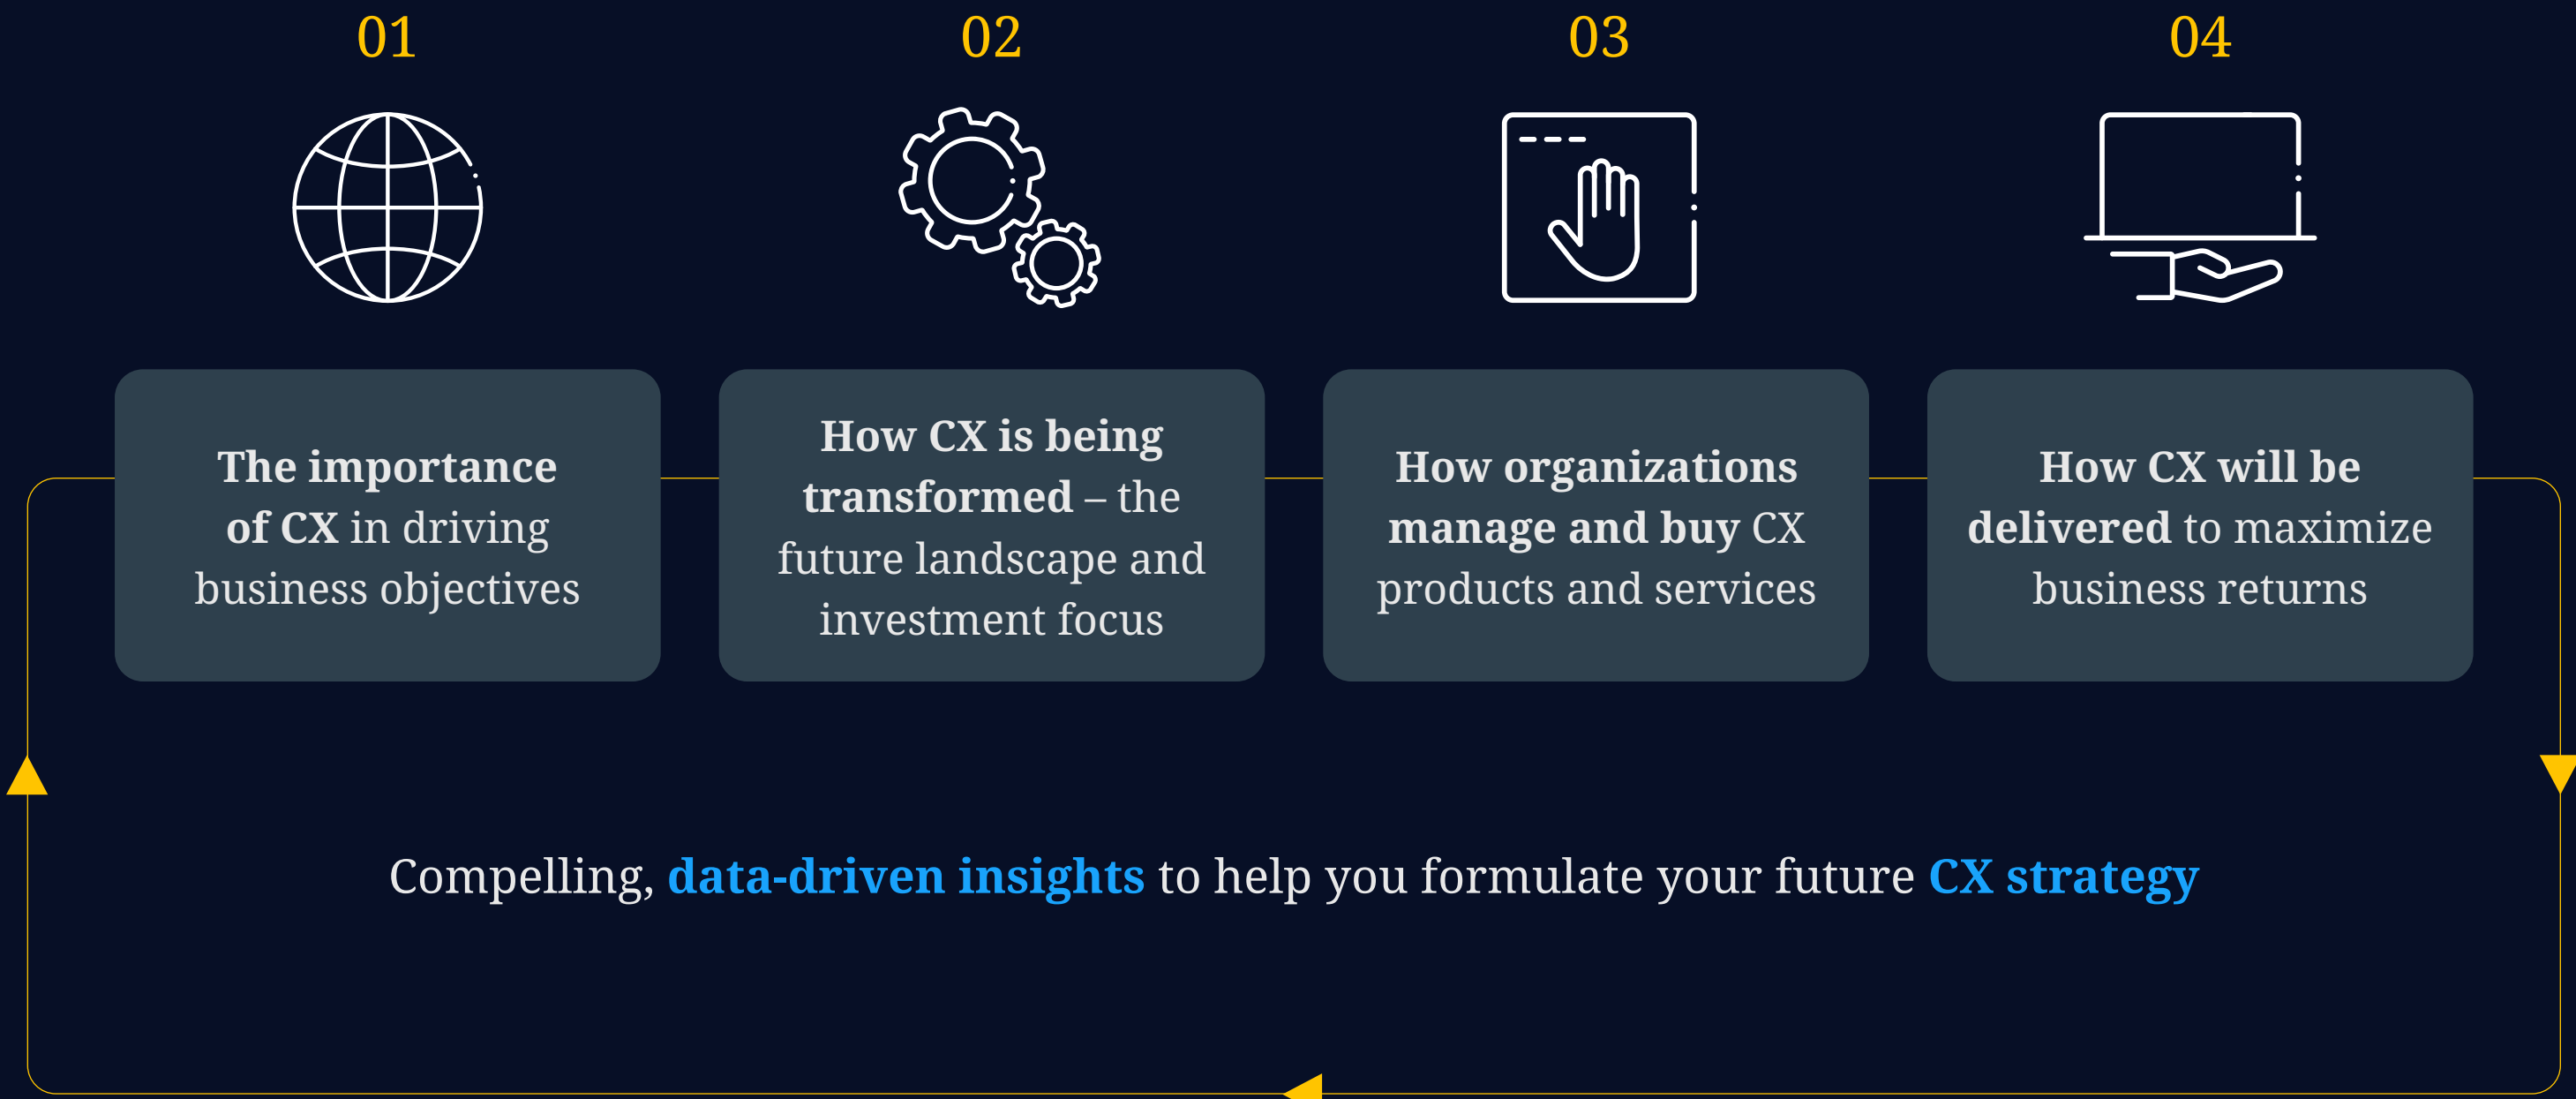 01
The importance
of CX in driving
business objectives
02
How CX is being
transformed – the
future landscape and
investment focus
03
How organizations
manage and buy CX
products and services
04
How CX will be
delivered to maximize
business returns
Compelling, data-driven insights to help you formulate your future CX strategy